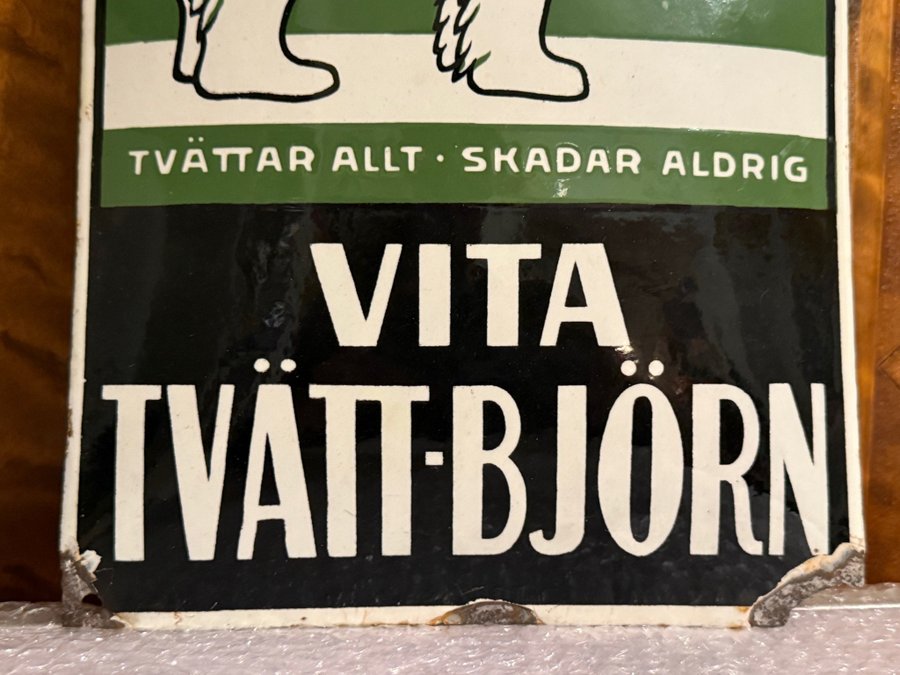 TVÄTTAR ALLT · SKADAR ALDRIG
VITA
TVÄTT-BJÖRN